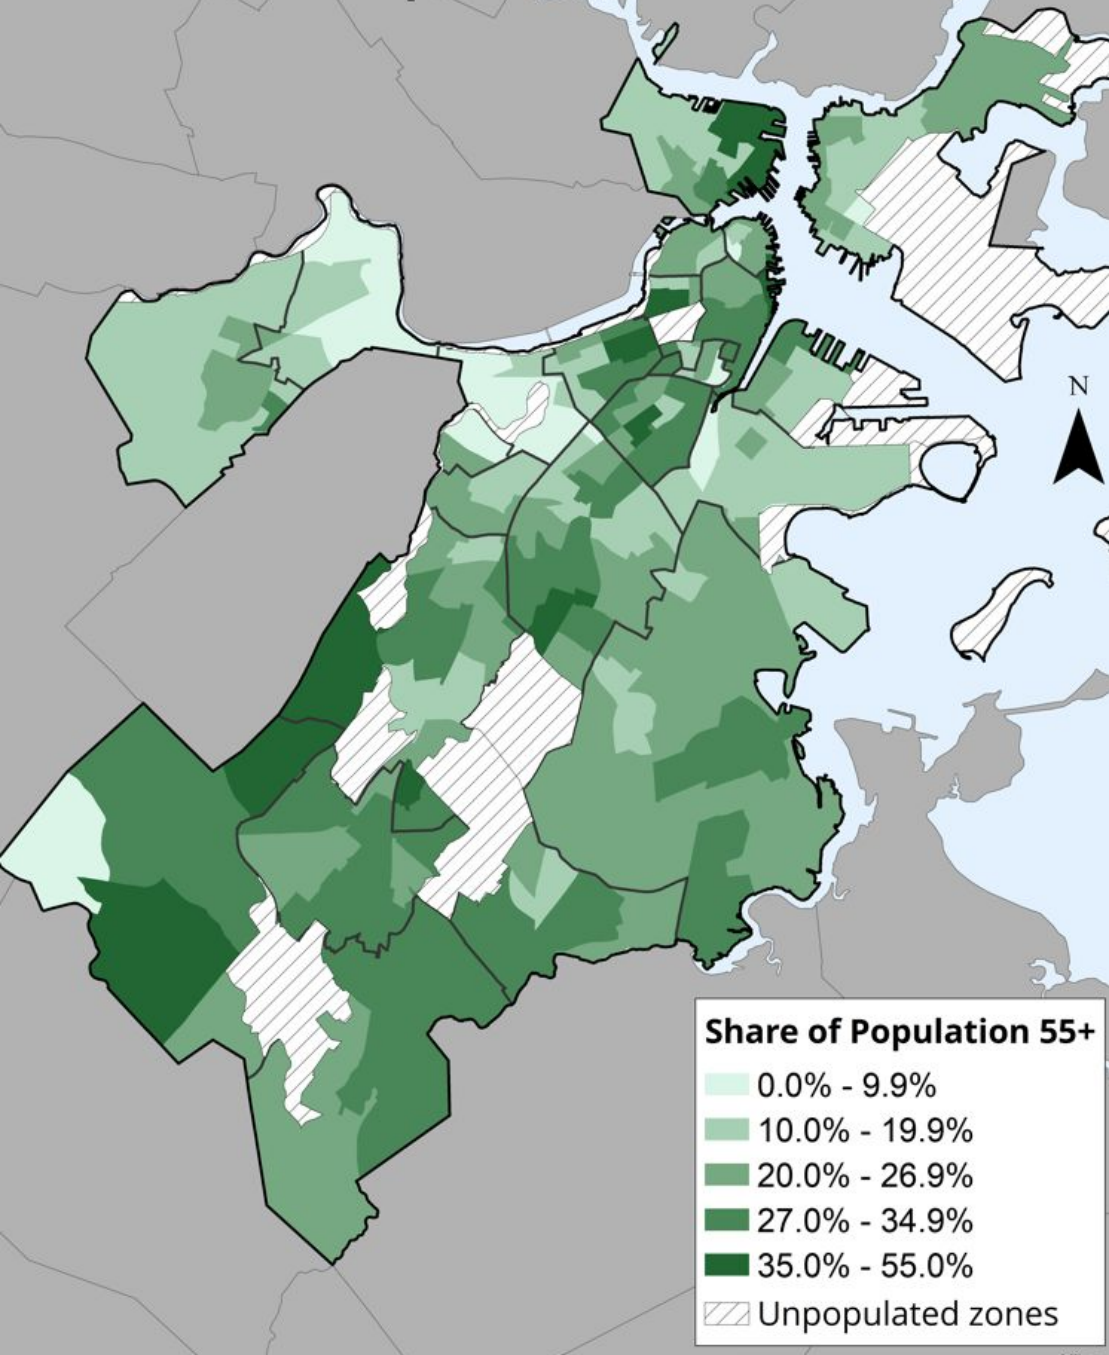 N
Share of Population 55+
0.0% - 9.9%
10.0% - 19.9%
20.0% - 26.9%
27.0% - 34.9%
35.0% - 55.0%
Unpopulated zones